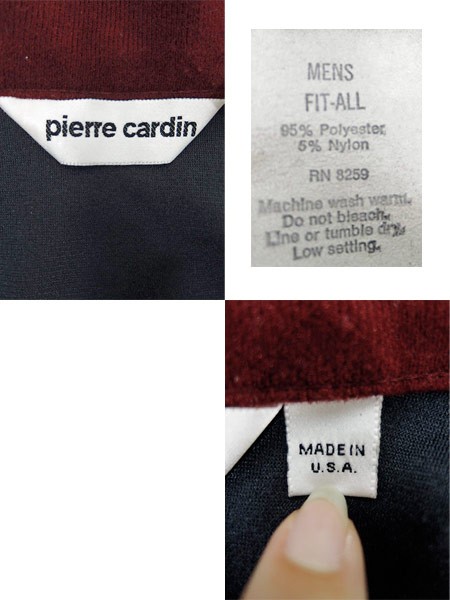 pierre cardin
MENS
FIT-ALL
95% Polyester
5% Nylon
RN 8259
Machine wash warm.
Do not bleach.
Line or tumble dry.
Low setting.
MADE IN
U.S.A.